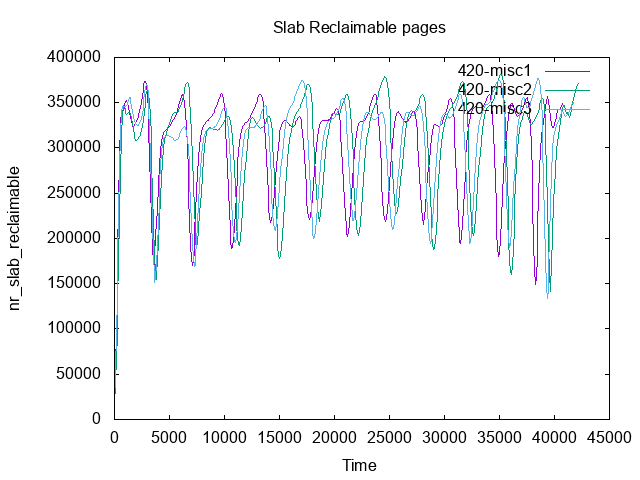 Slab Reclaimable pages
400000
350000
300000
250000
200000
150000
100000
50000
0
nr_slab_reclaimable
420-misc1
420-misc2
420-misc3
0 5000 10000 15000 20000 25000 30000 35000 40000 45000
Time